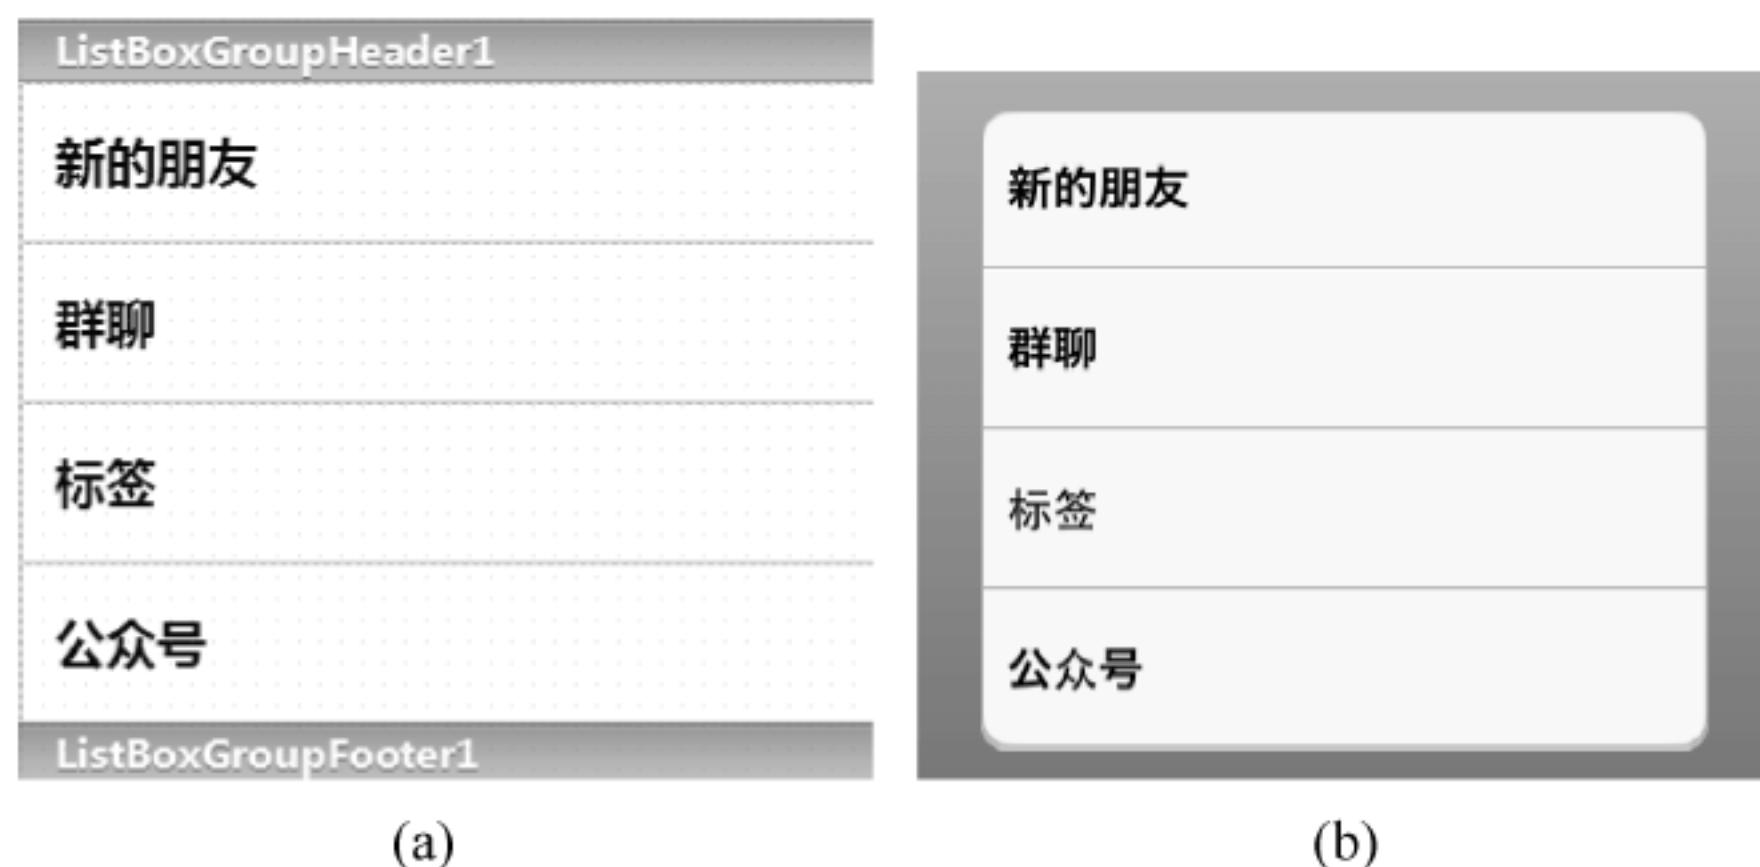 ListBoxGroupHeader1
新的朋友
群聊
标签
公众号
ListBoxGroupFooter1
(a)
新的朋友
群聊
标签
公众号
(b)